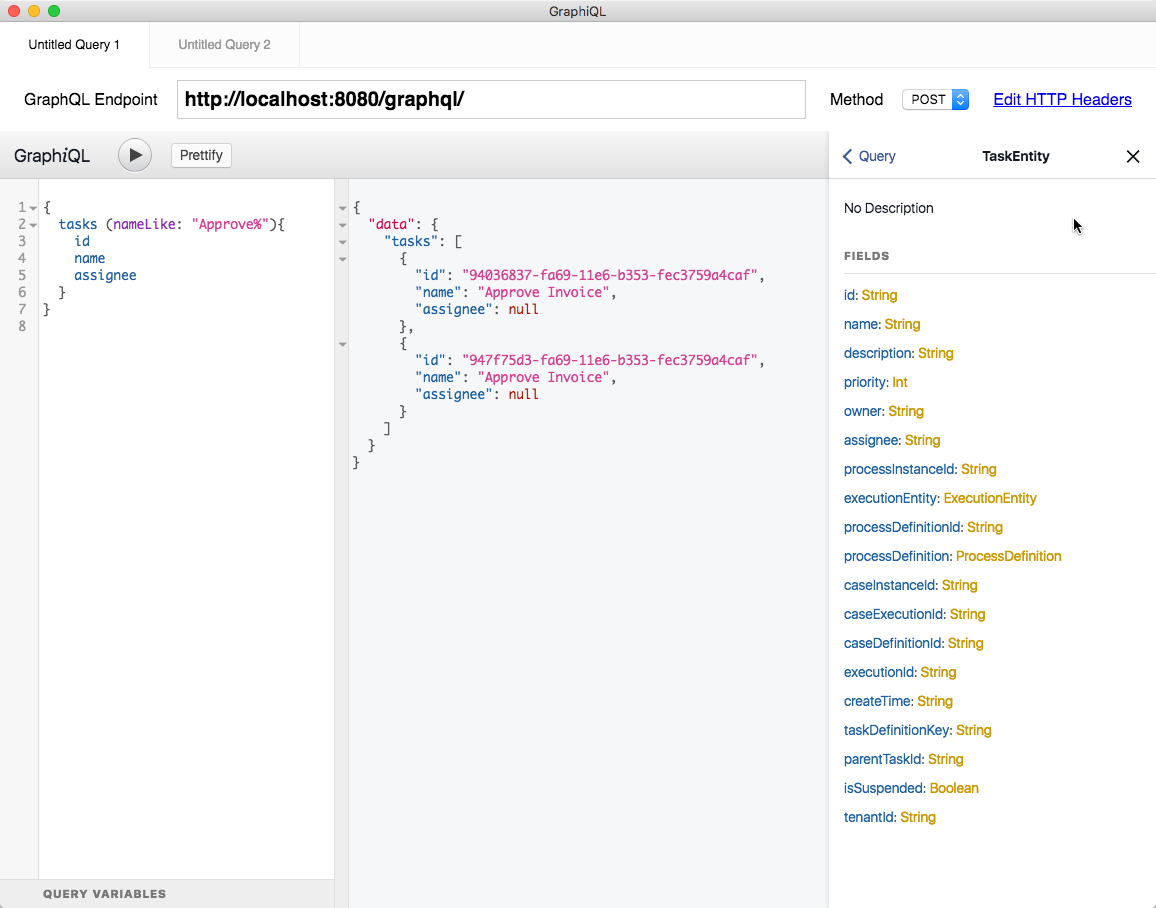 GraphiQL
Untitled Query 1
Untitled Query 2
GraphQL Endpoint
http://localhost:8080/graphql/
Method
POST
Edit HTTP Headers
GraphiQL
Prettify
1 {
2   tasks (nameLike: "Approve%"){
3     id
4     name
5     assignee
6   }
7 }
8
QUERY VARIABLES
{
  "data": {
    "tasks": [
      {
        "id": "94036837-fa69-11e6-b353-fec3759a4caf",
        "name": "Approve Invoice",
        "assignee": null
      },
      {
        "id": "947f75d3-fa69-11e6-b353-fec3759a4caf",
        "name": "Approve Invoice",
        "assignee": null
      }
    ]
  }
}
Query
TaskEntity
No Description
FIELDS
id: String
name: String
description: String
priority: Int
owner: String
assignee: String
processInstanceId: String
executionEntity: ExecutionEntity
processDefinitionId: String
processDefinition: ProcessDefinition
caseInstanceId: String
caseExecutionId: String
caseDefinitionId: String
executionId: String
createTime: String
taskDefinitionKey: String
parentTaskId: String
isSuspended: Boolean
tenantId: String